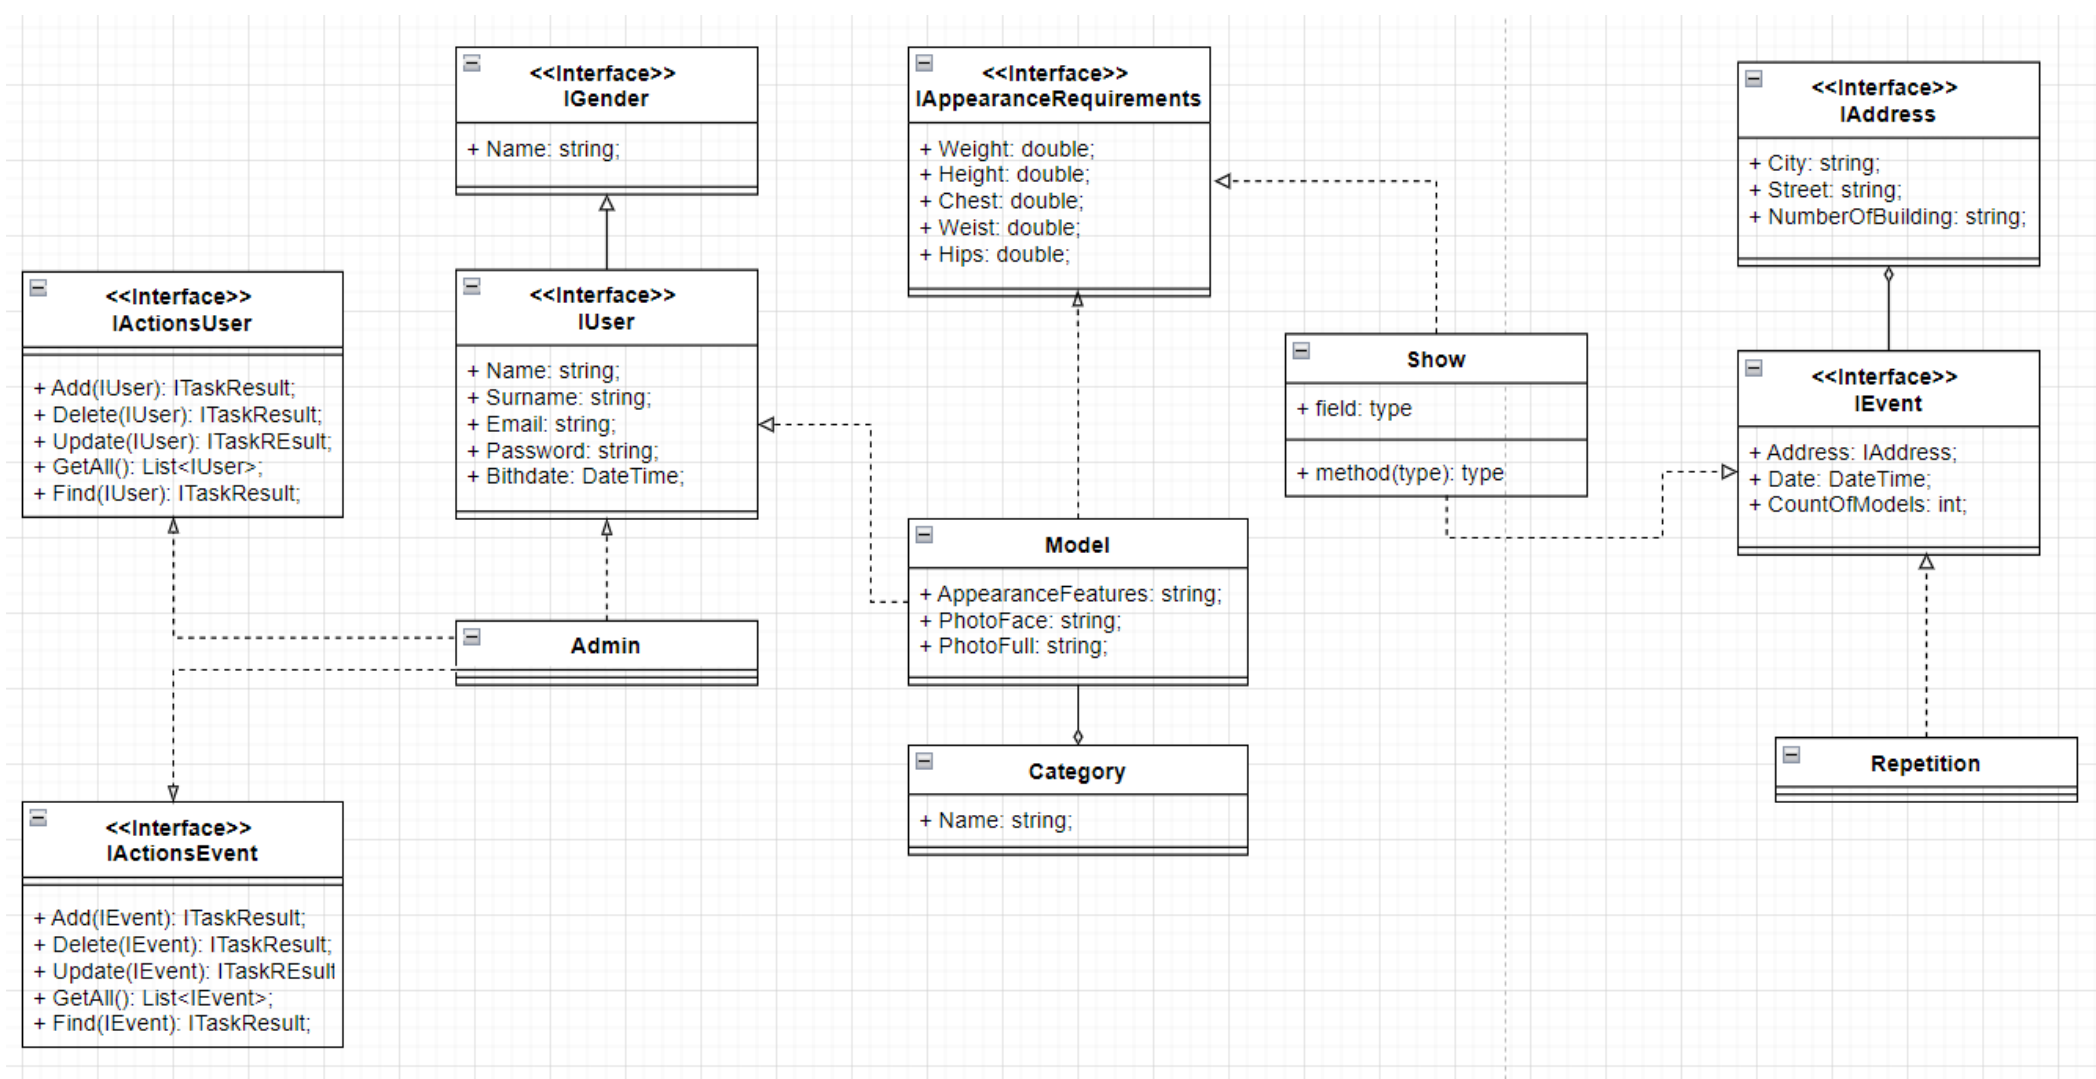 <<Interface>>
IGender
+ Name: string;
<<Interface>>
IAppearanceRequirements
+ Weight: double;
+ Height: double;
+ Chest: double;
+ Weist: double;
+ Hips: double;
<<Interface>>
IAddress
+ City: string;
+ Street: string;
+ NumberOfBuilding: string;
<<Interface>>
IActionsUser
+ Add(IUser): ITaskResult;
+ Delete(IUser): ITaskResult;
+ Update(IUser): ITaskREsult;
+ GetAll(): List<IUser>;
+ Find(IUser): ITaskResult;
<<Interface>>
IUser
+ Name: string;
+ Surname: string;
+ Email: string;
+ Password: string;
+ Bithdate: DateTime;
Show
+ field: type
+ method(type): type
<<Interface>>
IEvent
+ Address: IAddress;
+ Date: DateTime;
+ CountOfModels: int;
Model
+ AppearanceFeatures: string;
+ PhotoFace: string;
+ PhotoFull: string;
Admin
Category
+ Name: string;
Repetition
<<Interface>>
IActionsEvent
+ Add(IEvent): ITaskResult;
+ Delete(IEvent): ITaskResult;
+ Update(IEvent): ITaskREsult
+ GetAll(): List<IEvent>;
+ Find(IEvent): ITaskResult;